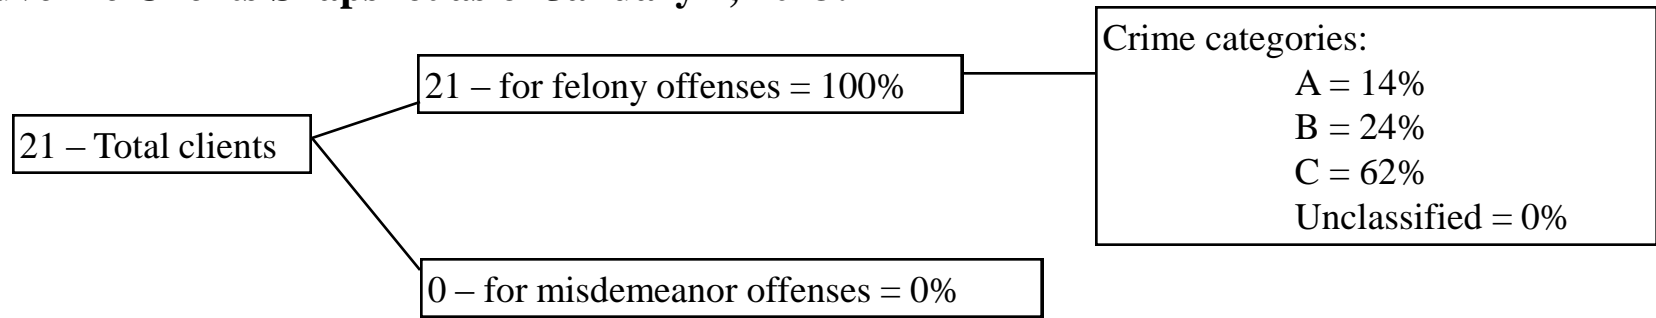 21 – Total clients
21 – for felony offenses = 100%
0 – for misdemeanor offenses = 0%
Crime categories:
A = 14%
B = 24%
C = 62%
Unclassified = 0%